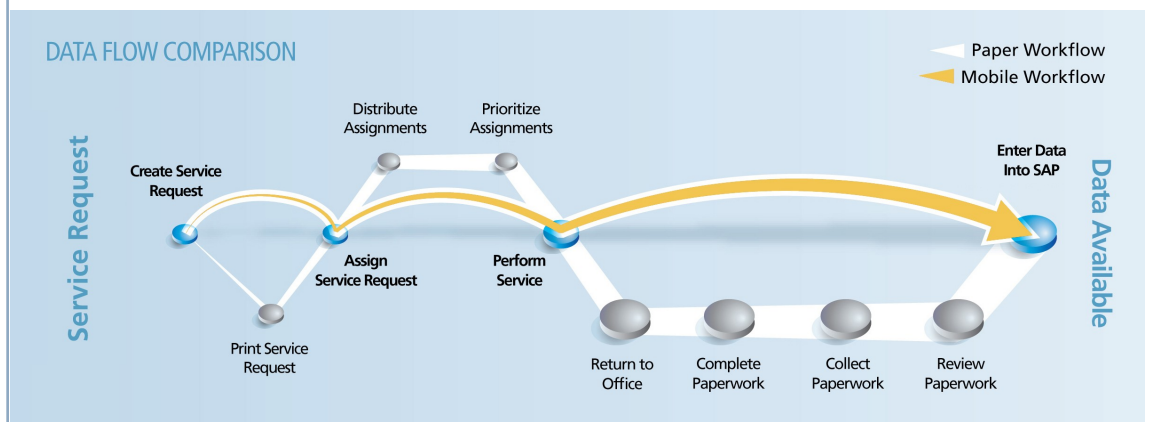 DATA FLOW COMPARISON
Paper Workflow
Mobile Workflow
Service Request
Create Service
Request
Print Service
Request
Assign
Service Request
Distribute
Assignments
Prioritize
Assignments
Perform
Service
Return to
Office
Complete
Paperwork
Collect
Paperwork
Review
Paperwork
Enter Data
Into SAP
Data Available